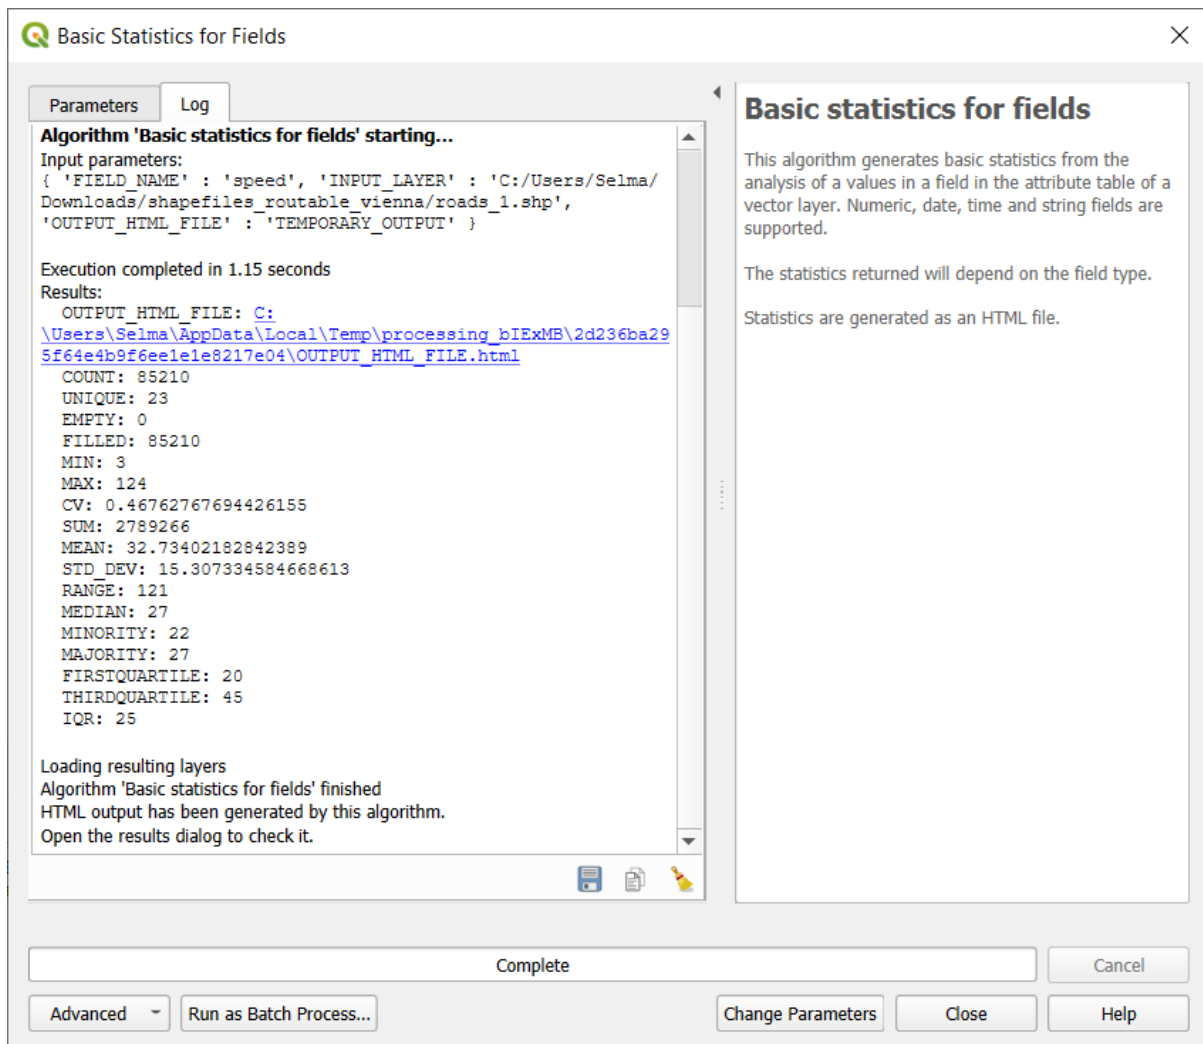 Basic Statistics for Fields
Parameters
Log
Algorithm 'Basic statistics for fields' starting...
Input parameters:
{ 'FIELD_NAME' : 'speed', 'INPUT_LAYER' : 'C:/Users/Selma/
Downloads/shapefiles_routable_vienna/roads_1.shp',
'OUTPUT_HTML_FILE' : 'TEMPORARY_OUTPUT' }
Execution completed in 1.15 seconds
Results:
OUTPUT_HTML_FILE: C:
\Users\Selma\AppData\Local\Temp\processing_bIExMB\2d236ba29
5f64e4b9f6ee1e1e8217e04\OUTPUT_HTML_FILE.html
COUNT: 85210
UNIQUE: 23
EMPTY: 0
FILLED: 85210
MIN: 3
MAX: 124
CV: 0.46762767694426155
SUM: 2789266
MEAN: 32.73402182842389
STD_DEV: 15.307334584668613
RANGE: 121
MEDIAN: 27
MINORITY: 22
MAJORITY: 27
FIRSTQUARTILE: 20
THIRDQUARTILE: 45
IQR: 25
Loading resulting layers
Algorithm 'Basic statistics for fields' finished
HTML output has been generated by this algorithm.
Open the results dialog to check it.
Basic statistics for fields
This algorithm generates basic statistics from the
analysis of a values in a field in the attribute table of a
vector layer. Numeric, date, time and string fields are
supported.
The statistics returned will depend on the field type.
Statistics are generated as an HTML file.
Complete
Cancel
Advanced
Run as Batch Process...
Change Parameters
Close
Help